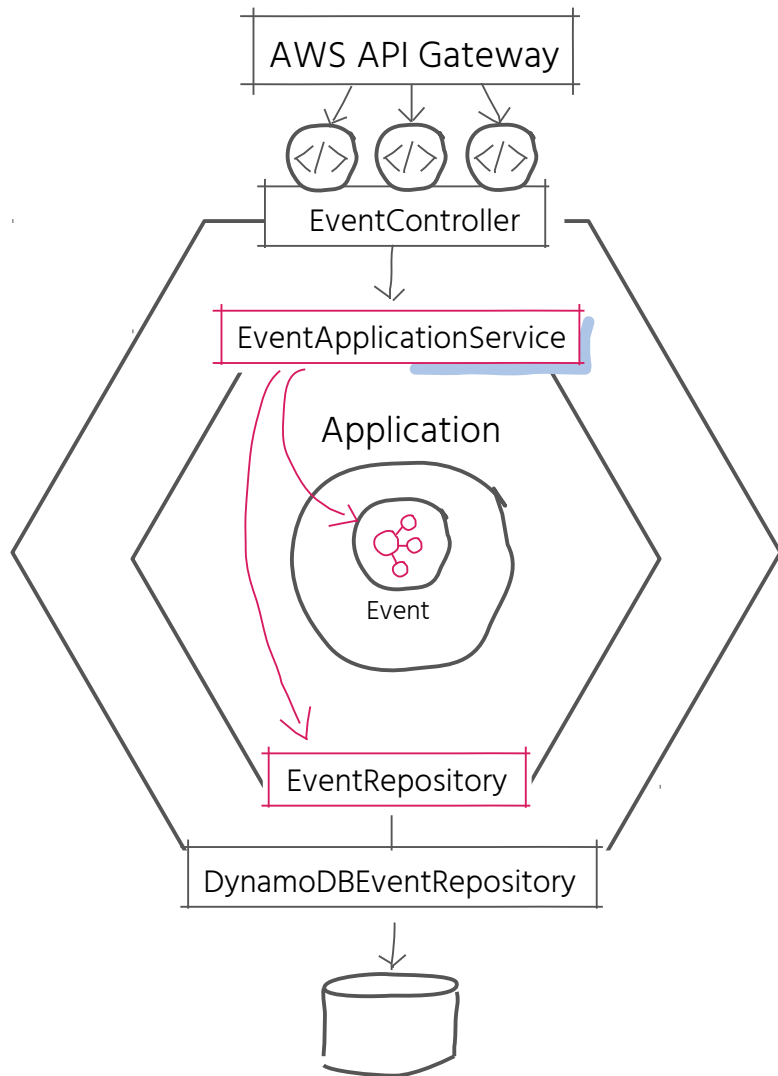 AWS API Gateway
</> </> </>
EventController
EventApplicationService
Application
Event
EventRepository
DynamoDBEventRepository